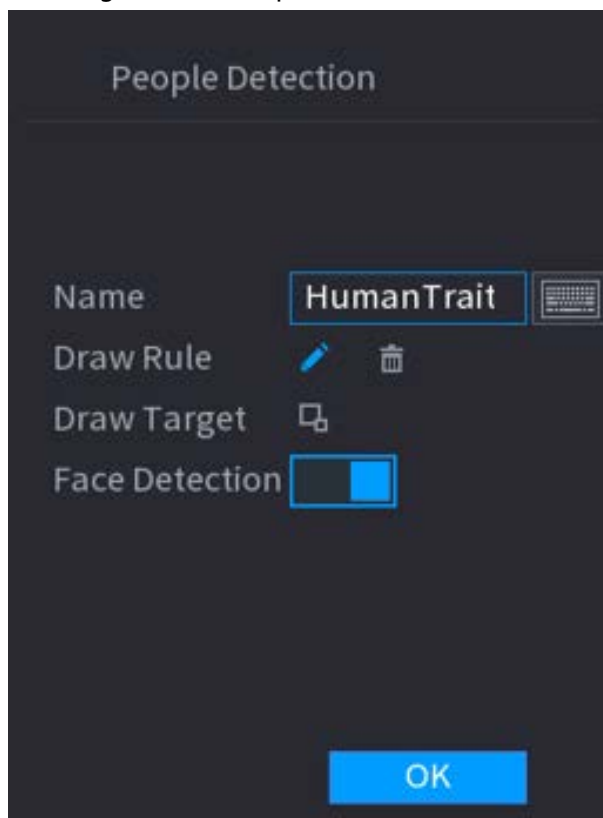 People Detection
Name HumanTrait
Draw Rule
Draw Target
Face Detection
OK